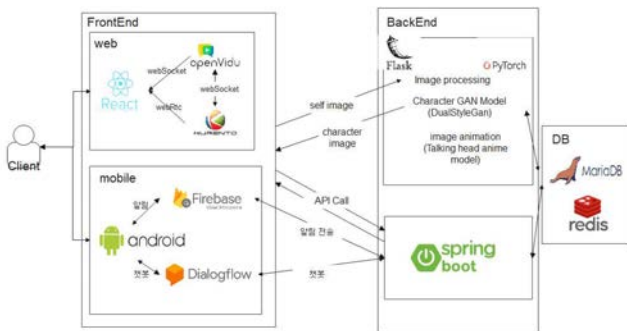 FrontEnd
web
React
webSocket
openVidu
webSocket
webRtc
KURENTO
Client
mobile
알림
Firebase
android
챗봇
Dialogflow
self image
character
image
API Call
알림 전송
챗봇
BackEnd
Flask
PyTorch
Image processing
Character GAN Model
(DualStyleGan)
image animation
(Talking head anime
model)
spring
boot
DB
MariaDB
redis